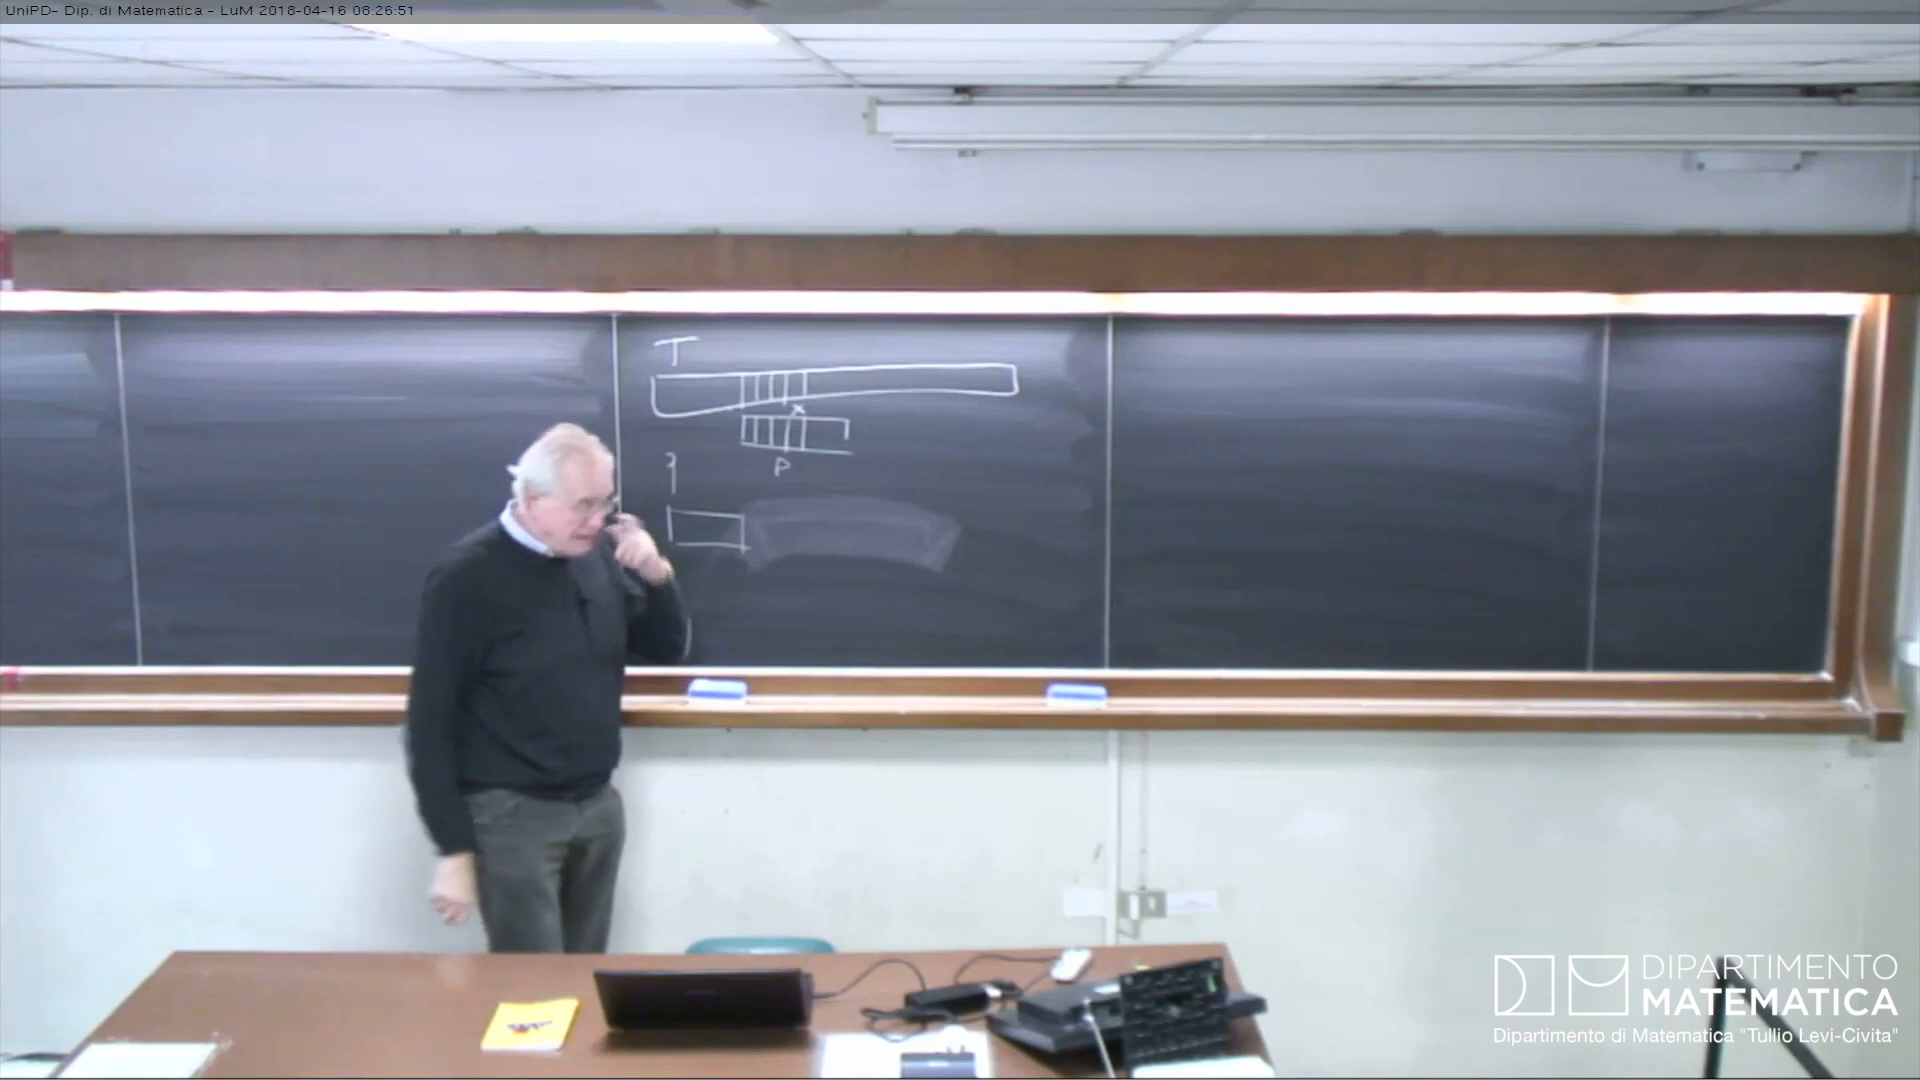 UniPD- Dip. di Matematica - LuM 2018-04-16 08:26:51
T
x
P
DIPARTIMENTO
MATEMATICA
Dipartimento di Matematica "Tullio Levi-Civita"